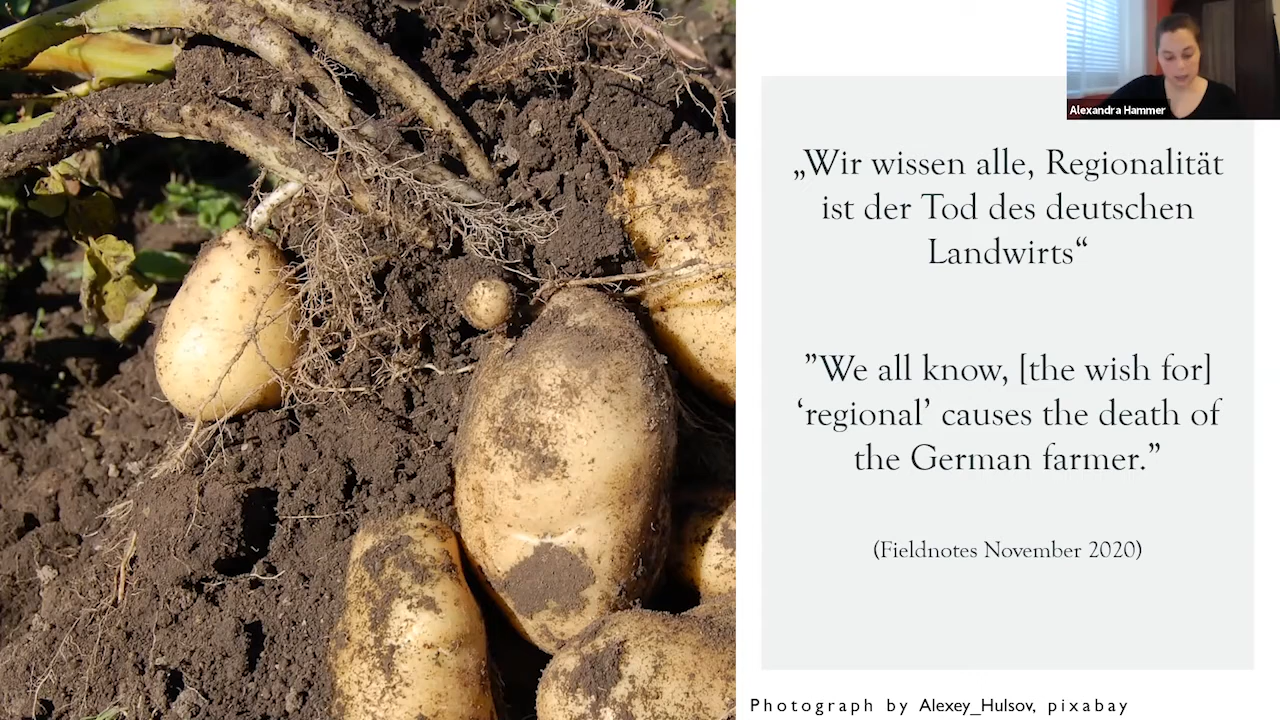 Alexandra Hammer
„Wir wissen alle, Regionalität
ist der Tod des deutschen
Landwirts“
”We all know, [the wish for]
‘regional’ causes the death of
the German farmer.”
(Fieldnotes November 2020)
Photograph by Alexey_Hulsov, pixabay